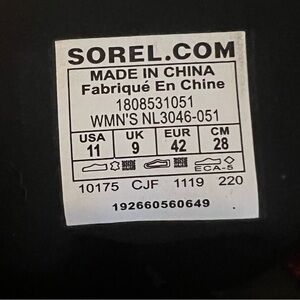 SOREL.COM
MADE IN CHINA
Fabriqué En Chine
1808531051
WMN'S NL3046-051
USA UK EUR CM
11 9 42 28
ECA-5
10175 CJF 1119 220
192660560649